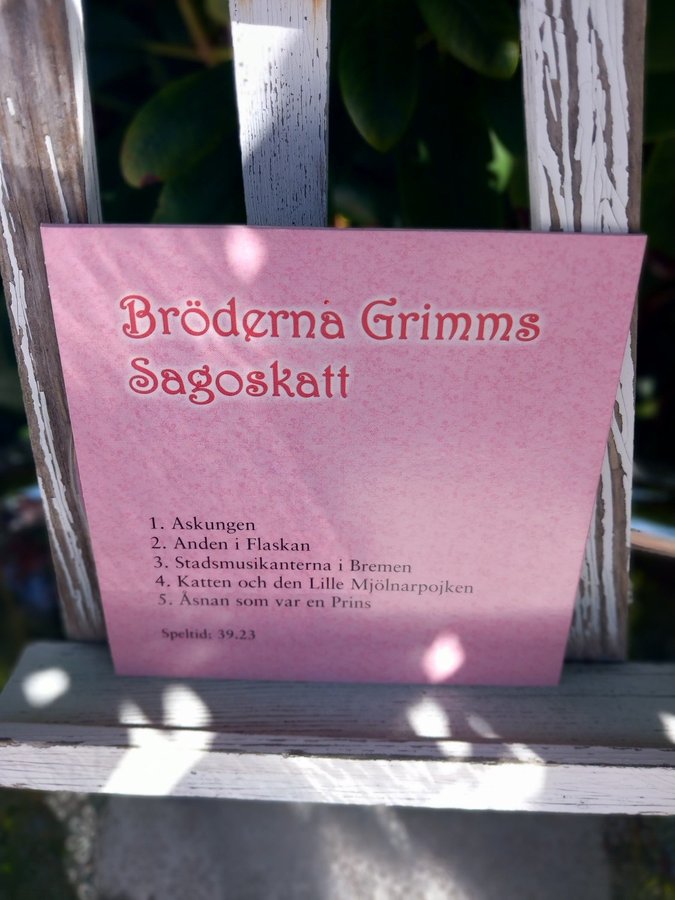 Bröderna Grimms
Sagoskatt
1. Askungen
2. Anden i Flaskan
3. Stadsmusikanterna i Bremen
4. Katten och den Lille Mjölnarpojken
5. Åsnan som var en Prins
Speltid: 39.23